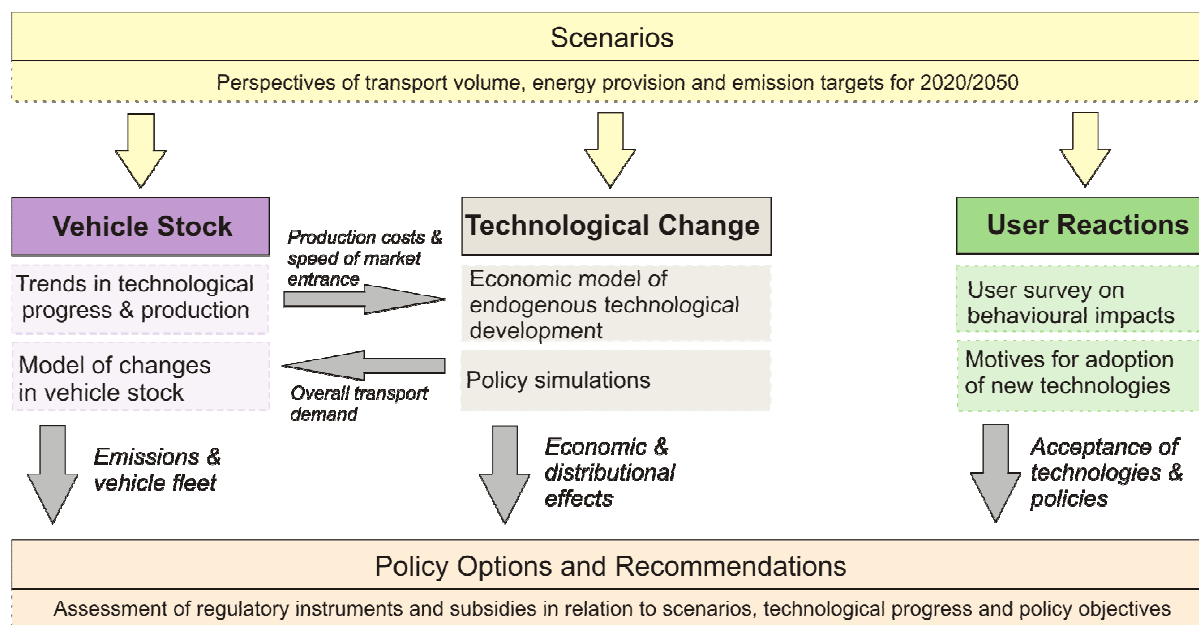 Scenarios
Perspectives of transport volume, energy provision and emission targets for 2020/2050
Vehicle Stock
Trends in technological
progress & production
Model of changes
in vehicle stock
Production costs &
speed of market
entrance
Overall transport
demand
Technological Change
Economic model of
endogenous technological
development
Policy simulations
User Reactions
User survey on
behavioural impacts
Motives for adoption
of new technologies
Emissions &
vehicle fleet
Economic &
distributional
effects
Acceptance of
technologies &
policies
Policy Options and Recommendations
Assessment of regulatory instruments and subsidies in relation to scenarios, technological progress and policy objectives